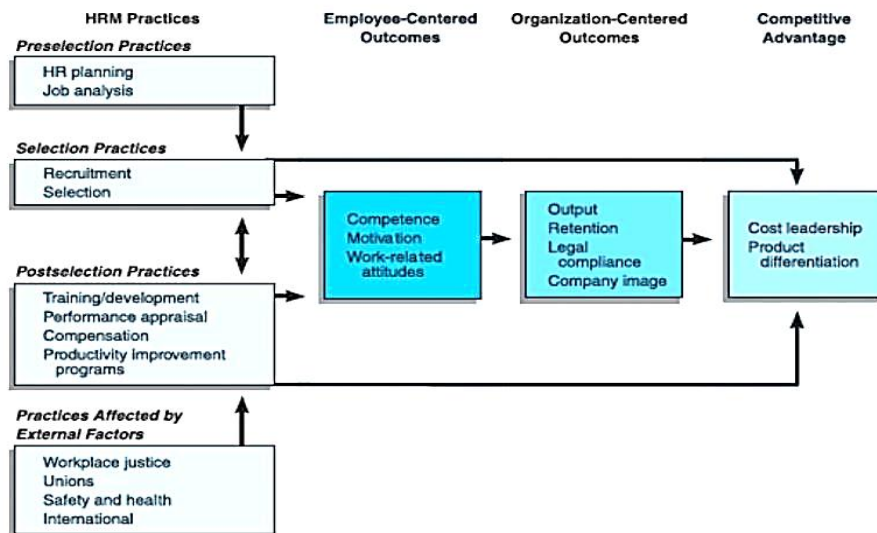 HRM Practices
Employee-Centered
Outcomes
Organization-Centered
Outcomes
Competitive
Advantage
Preselection Practices
HR planning
Job analysis
Selection Practices
Recruitment
Selection
Competence
Motivation
Work-related
attitudes
Output
Retention
Legal
compliance
Company image
Cost leadership
Product
differentiation
Postselection Practices
Training/development
Performance appraisal
Compensation
Productivity improvement
programs
Practices Affected by
External Factors
Workplace justice
Unions
Safety and health
International